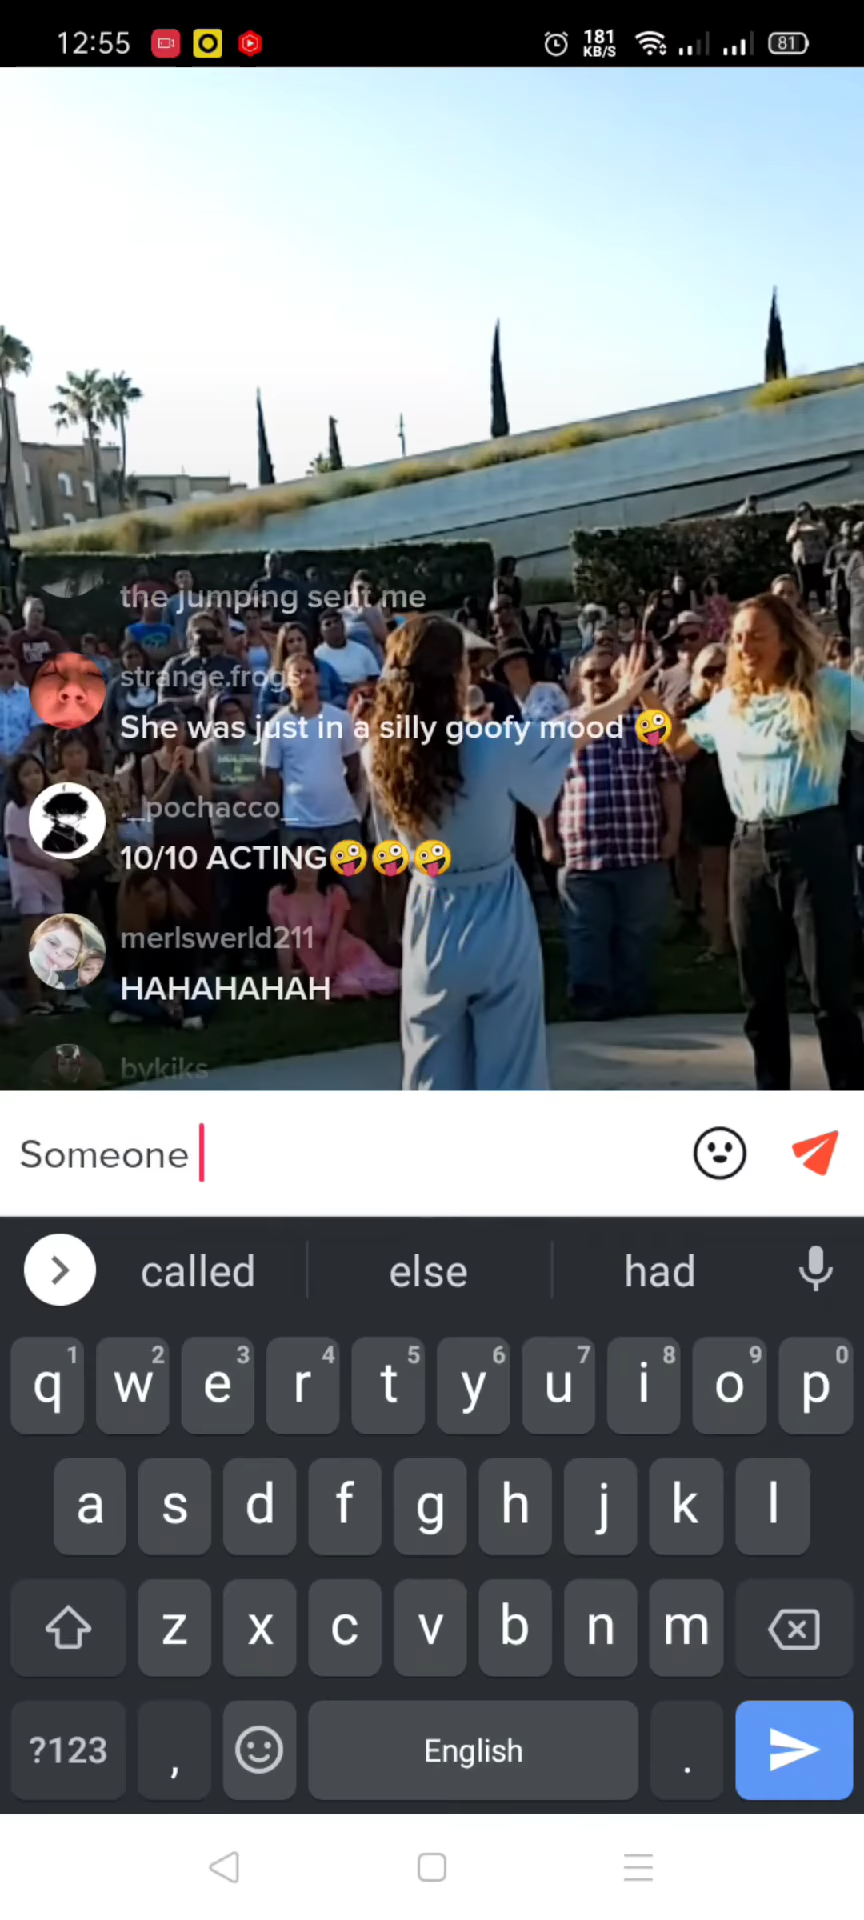 12:55
181
KB/S
81
the jumping sent me
strange.frogs
She was just in a silly goofy mood 🤪
._pochacco_
10/10 ACTING🤪🤪🤪
merlswerld211
HAHAHAHAH
bykiks
Someone
called else had
1 2 3 4 5 6 7 8 9 0
q w e r t y u i o p
a s d f g h j k l
z x c v b n m
?123 , English .